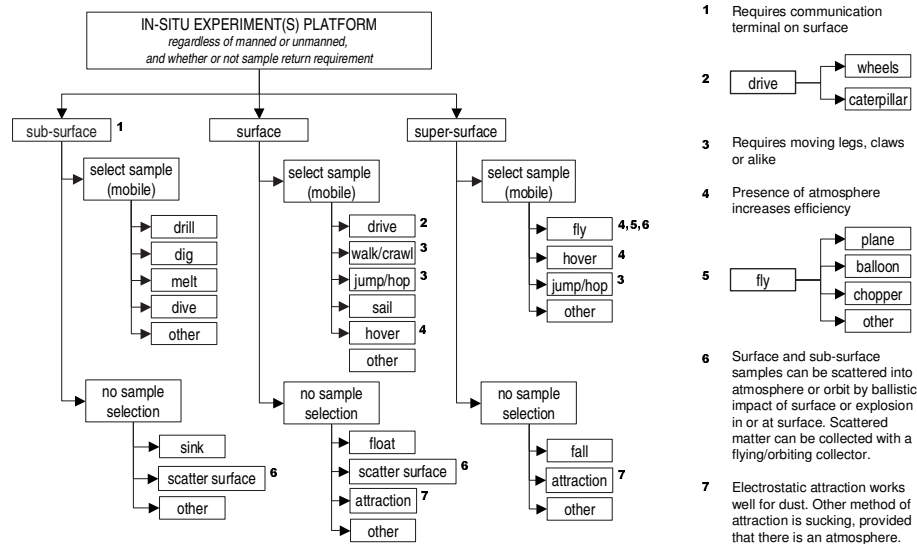 IN-SITU EXPERIMENT(S) PLATFORM
regardless of manned or unmanned,
and whether or not sample return requirement
sub-surface 1
select sample
(mobile)
drill
dig
melt
dive
other
no sample
selection
sink
scatter surface 6
other
surface
select sample
(mobile)
drive 2
walk/crawl 3
jump/hop 3
sail
hover 4
other
no sample
selection
float
scatter surface 6
attraction 7
other
super-surface
select sample
(mobile)
fly 4,5,6
hover 4
jump/hop 3
other
no sample
selection
fall
attraction 7
other
1 Requires communication
terminal on surface
2 drive
wheels
caterpillar
3 Requires moving legs, claws
or alike
4 Presence of atmosphere
increases efficiency
5 fly
plane
balloon
chopper
other
6 Surface and sub-surface
samples can be scattered into
atmosphere or orbit by ballistic
impact of surface or explosion
in or at surface. Scattered
matter can be collected with a
flying/orbiting collector.
7 Electrostatic attraction works
well for dust. Other method of
attraction is sucking, provided
that there is an atmosphere.